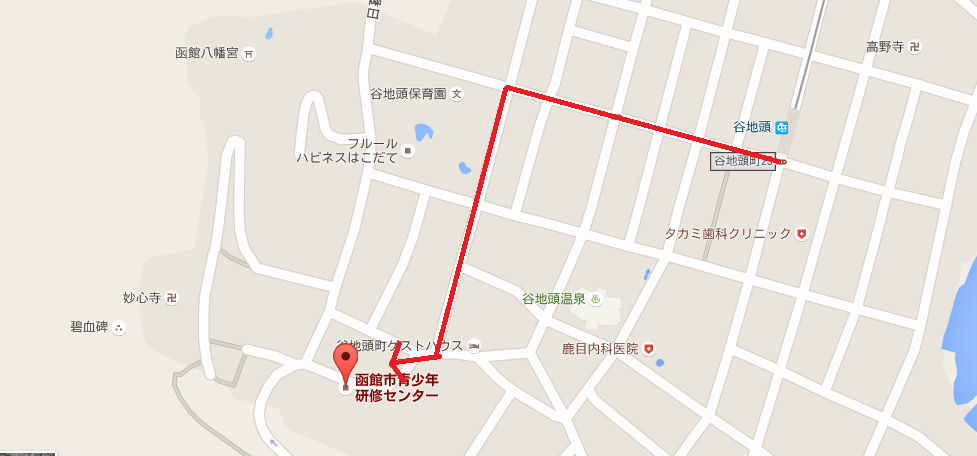 函館八幡宮
高野寺
谷地頭保育園
谷地頭
フルール
ハピネスはこだて
谷地頭町23
タカミ歯科クリニック
妙心寺
谷地頭温泉
碧血碑
谷地頭町ゲストハウス
鹿目内科医院
函館市青少年
研修センター